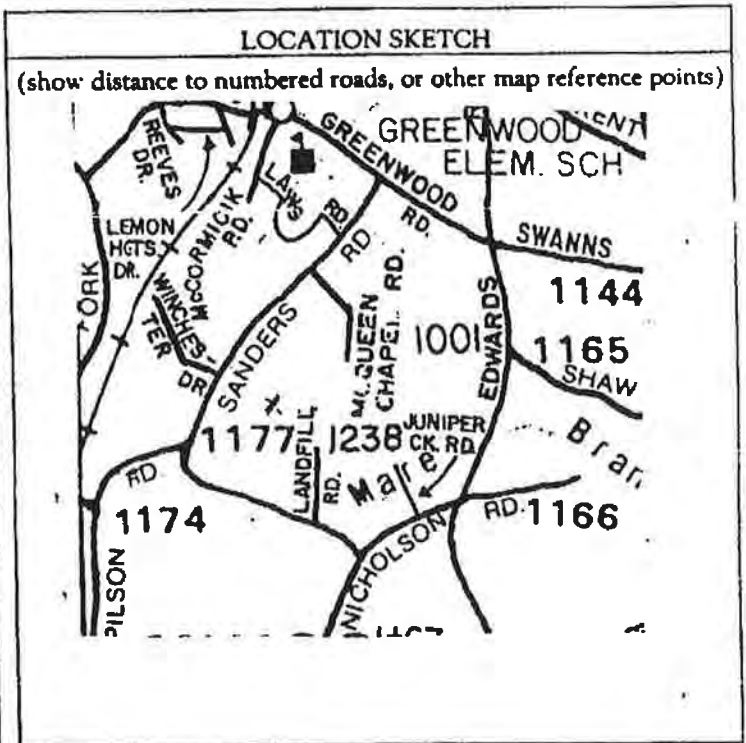 LOCATION SKETCH
(show distance to numbered roads, or other map reference points)
GREENWOOD
RD.
GREENWOOD
ELEM. SCH
REEVES
DR.
LAWS
RD.
LEMON
HGTS.
DR.
McCORMICIK
RD.
SWANNS
1144
WINCHES-
TER
DR
SANDERS
RD
McQUEEN
CHAPEL RD.
1001
EDWARDS
1165
SHAW
1177
1238
JUNIPER
CK. RD.
LANDFILL
RD.
Mare
Bran
RD
1174
PILSON
NICHOLSON
RD.
1166